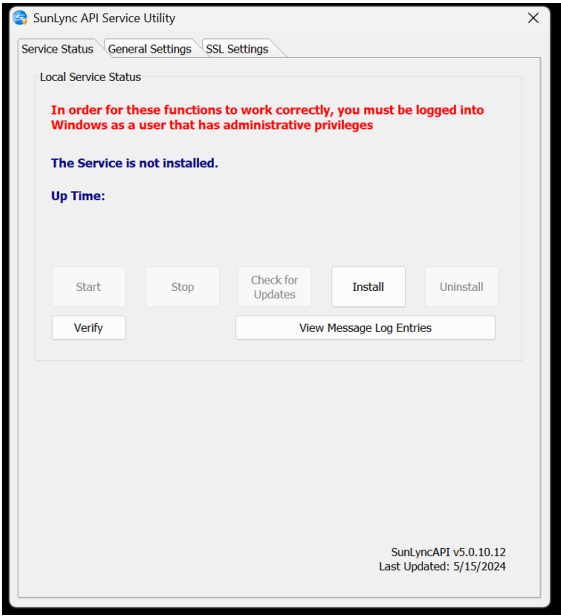 SunLync API Service Utility
Service Status
General Settings
SSL Settings
Local Service Status
In order for these functions to work correctly, you must be logged into
Windows as a user that has administrative privileges
The Service is not installed.
Up Time:
Start
Stop
Check for
Updates
Install
Uninstall
Verify
View Message Log Entries
SunLyncAPI v5.0.10.12
Last Updated: 5/15/2024